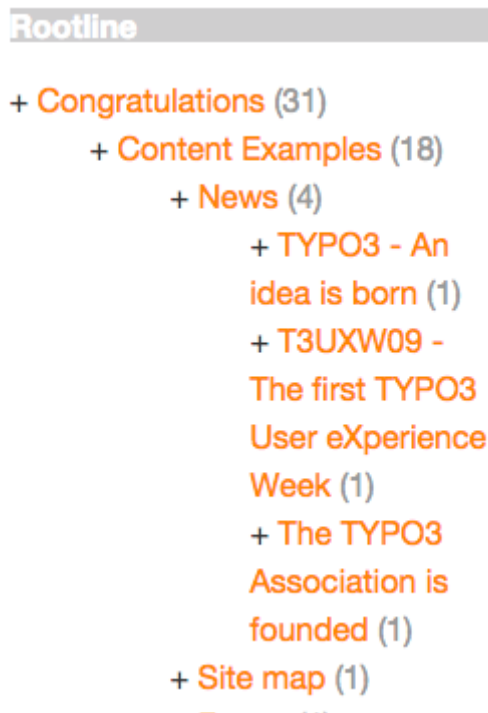 Rootline
+ Congratulations (31)
+ Content Examples (18)
+ News (4)
+ TYPO3 - An
idea is born (1)
+ T3UXW09 -
The first TYPO3
User eXperience
Week (1)
+ The TYPO3
Association is
founded (1)
+ Site map (1)